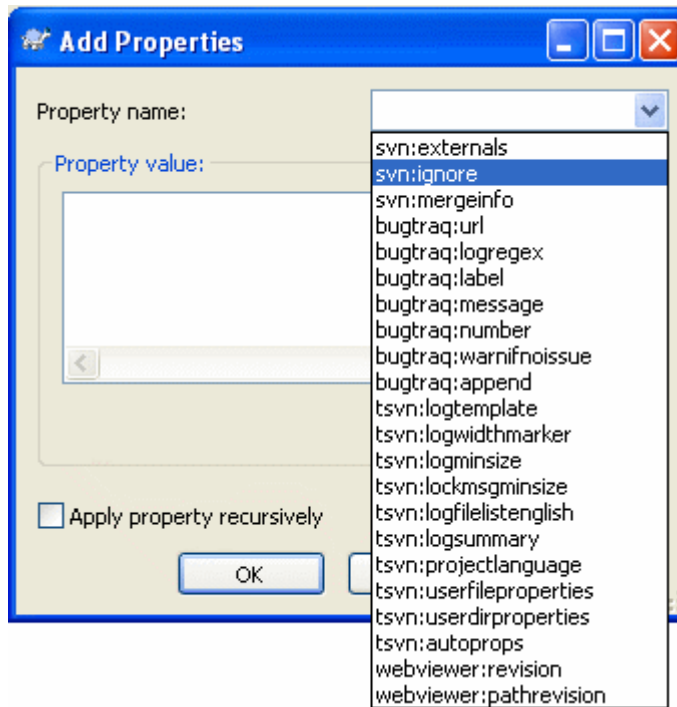 Add Properties
Property name:
Property value:
svn:externals
svn:ignore
svn:mergeinfo
bugtraq:url
bugtraq:logregex
bugtraq:label
bugtraq:message
bugtraq:number
bugtraq:warnifnoissue
bugtraq:append
tsvn:logtemplate
tsvn:logwidthmarker
tsvn:logminsize
tsvn:lockmsgminsize
tsvn:logfilelistenglish
tsvn:logsummary
tsvn:projectlanguage
tsvn:userfileproperties
tsvn:userdirproperties
tsvn:autoprops
webviewer:revision
webviewer:pathrevision
Apply property recursively
OK